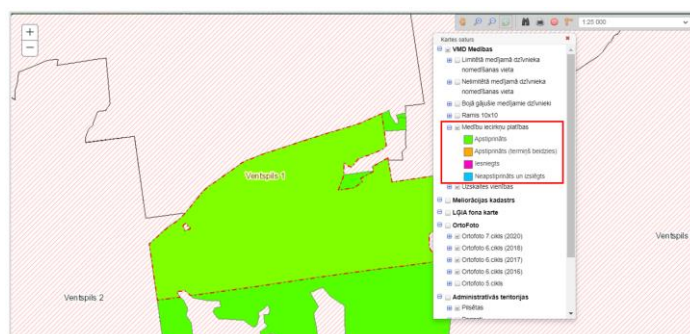 1:25 000
+
−
Kartes saturs
VMD Medības
Limitētā medījamā dzīvnieka
nomedīšanas vieta
Nelimitētā medījamā dzīvnieka
nomedīšanas vieta
Bojā gājušie medījamie dzīvnieki
Ramis 10x10
Medību iecirkņu platības
Apstiprināts
Apstiprināts (termiņš beidzies)
Iesniegts
Neapstiprināts un izslēgts
Uzskaites vienības
Meliorācijas kadastrs
LĢIA fona karte
OrtoFoto
Ortofoto 7.cikls (2020)
Ortofoto 6.cikls (2018)
Ortofoto 6.cikls (2017)
Ortofoto 6.cikls (2016)
Ortofoto 5.cikls
Administratīvās teritorijas
Pilsētas
Ventspils 1
Ventspils
Ventspils 2